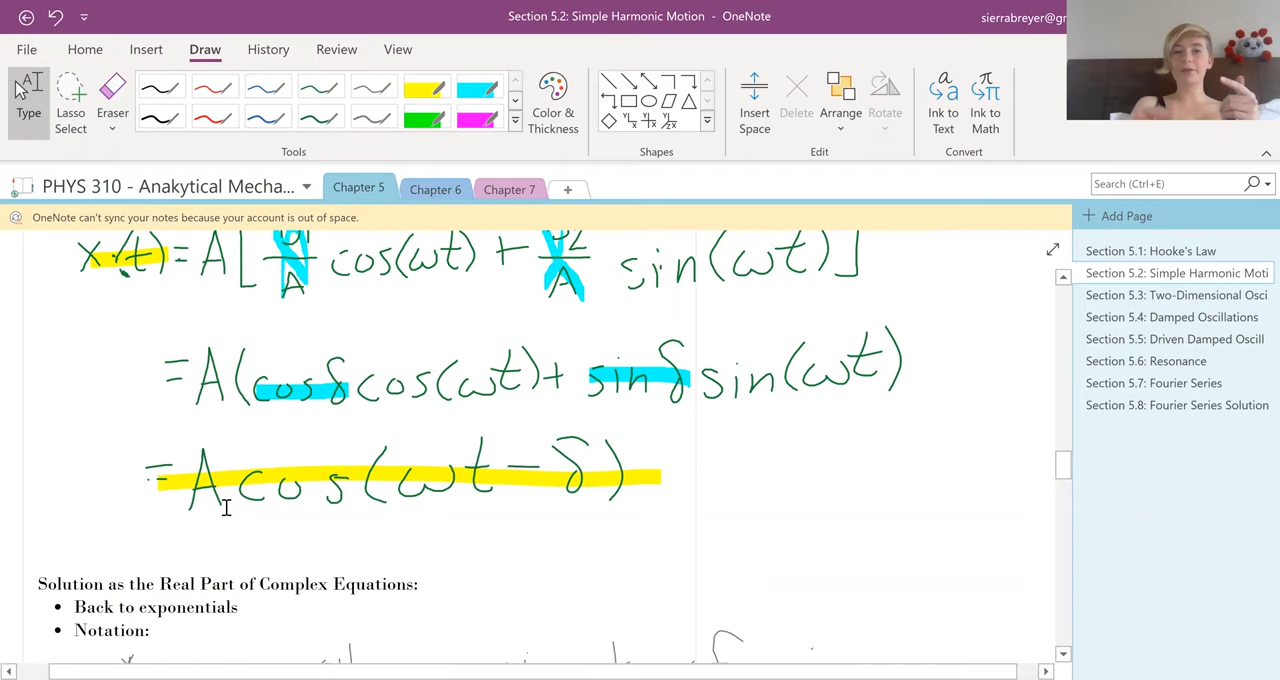 Section 5.2: Simple Harmonic Motion - OneNote
sierrabreyer@gr
File Home Insert Draw History Review View
Type
Lasso Select
Eraser
Color & Thickness
Insert Space
Delete
Arrange
Rotate
Ink to Text
Ink to Math
Tools
Shapes
Edit
Convert
PHYS 310 - Anakytical Mecha...
Chapter 5
Chapter 6
Chapter 7
Search (Ctrl+E)
OneNote can't sync your notes because your account is out of space.
Add Page
Section 5.1: Hooke's Law
Section 5.2: Simple Harmonic Moti
Section 5.3: Two-Dimensional Osci
Section 5.4: Damped Oscillations
Section 5.5: Driven Damped Oscill
Section 5.6: Resonance
Section 5.7: Fourier Series
Section 5.8: Fourier Series Solution
x(t) = A[ /A cos(ωt) + /A sin(ωt)]
= A(cosδ cos(ωt) + sinδ sin(ωt)
= A cos(ωt - δ)
Solution as the Real Part of Complex Equations:
• Back to exponentials
• Notation: